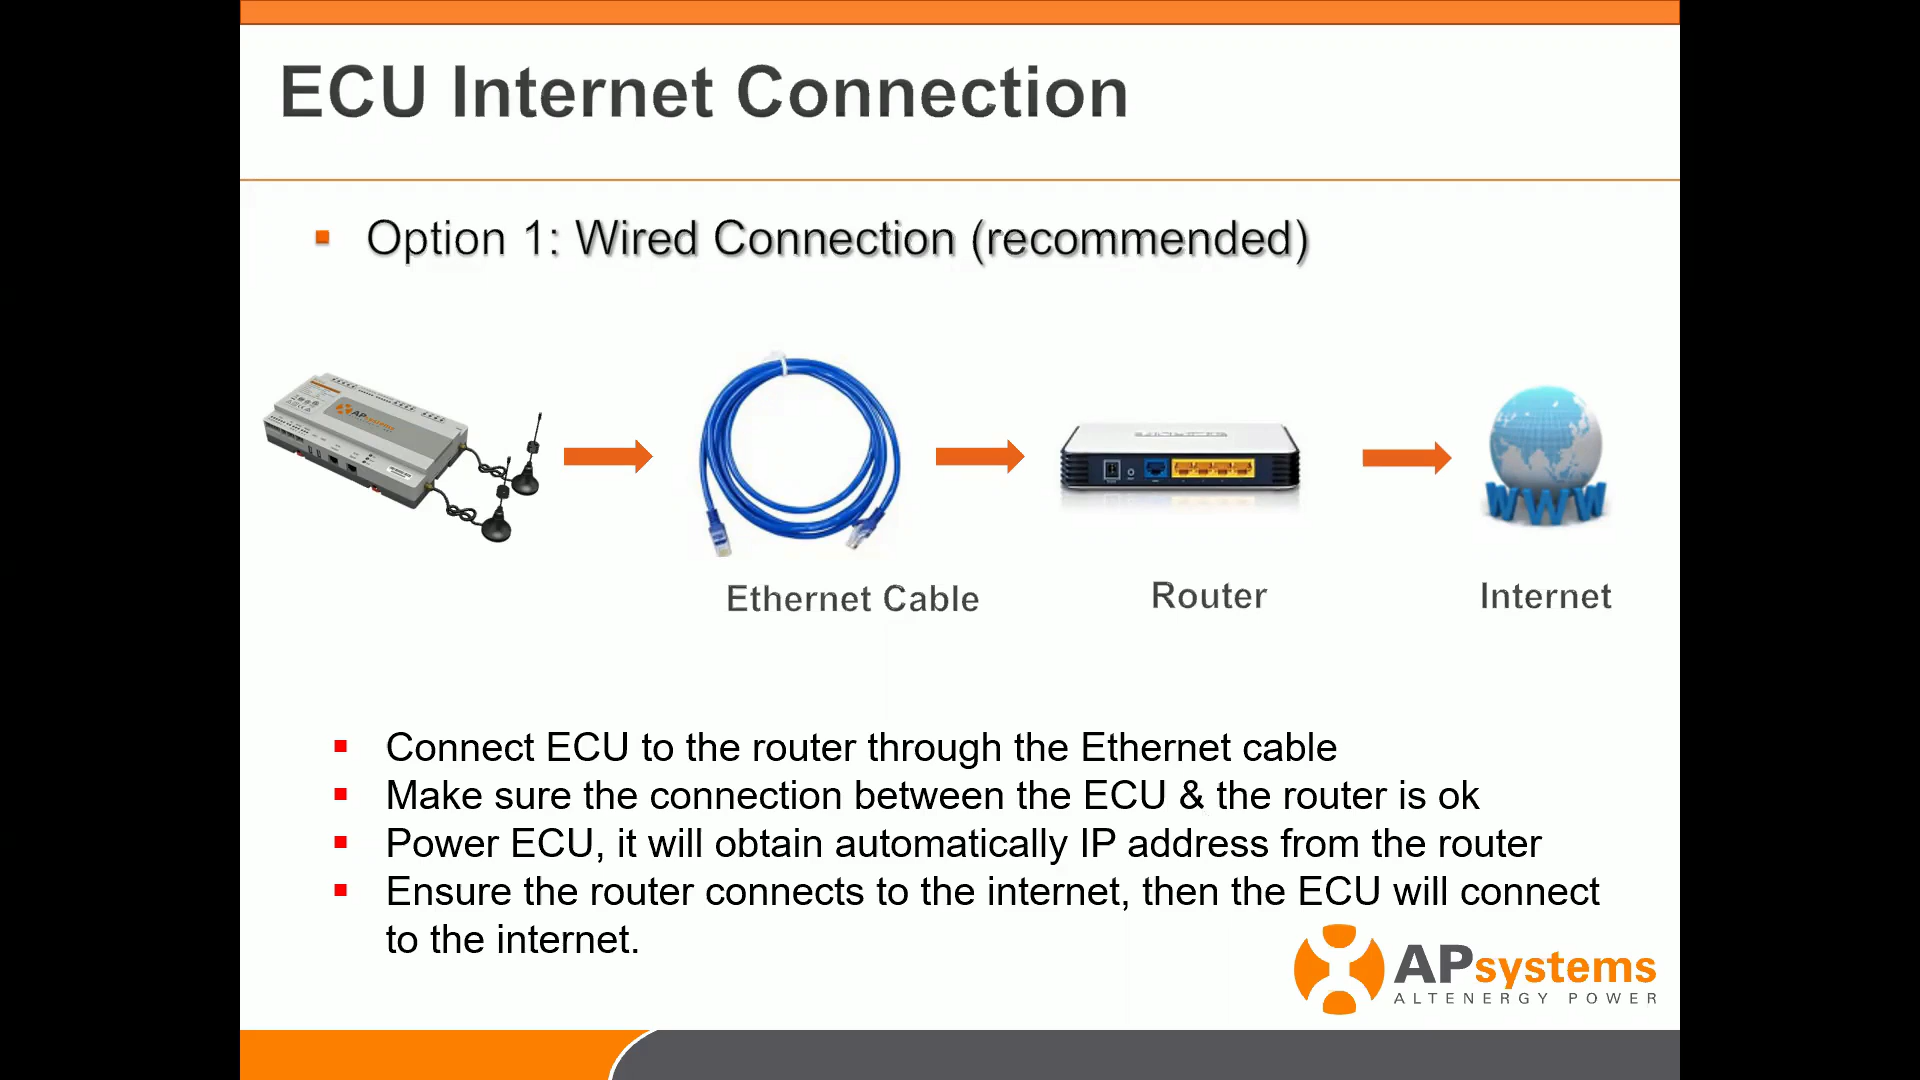 ECU Internet Connection
Option 1: Wired Connection (recommended)
APsystems
WWW
Ethernet Cable
Router
Internet
Connect ECU to the router through the Ethernet cable
Make sure the connection between the ECU & the router is ok
Power ECU, it will obtain automatically IP address from the router
Ensure the router connects to the internet, then the ECU will connect
to the internet.
APsystems
ALTENERGY POWER